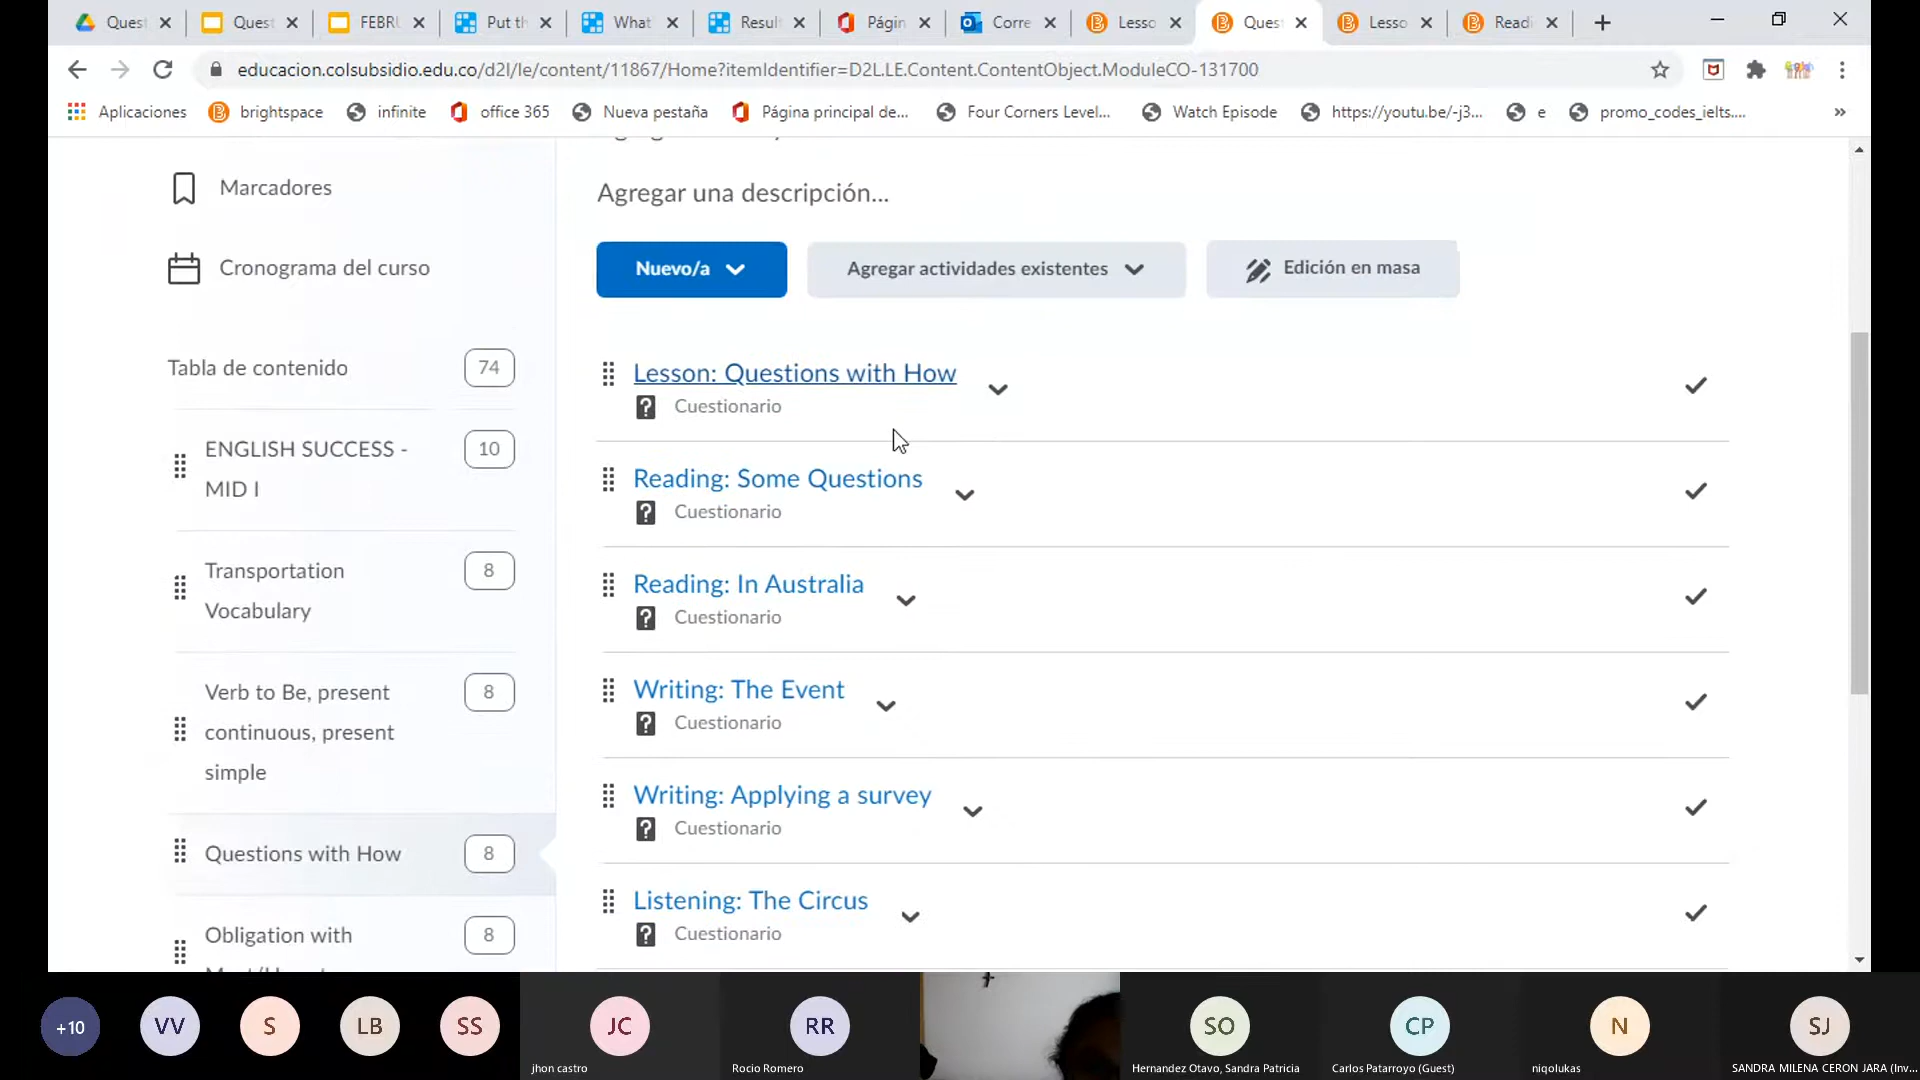 Quest
Quest
FEBRU
Put th
What
Result
Págin
Corre
Lesso
Ques
Lesso
Readi
educacion.colsubsidio.edu.co/d2l/le/content/11867/Home?itemIdentifier=D2L.LE.Content.ContentObject.ModuleCO-131700
Aplicaciones
brightspace
infinite
office 365
Nueva pestaña
Página principal de...
Four Corners Level...
Watch Episode
https://youtu.be/-j3...
e
promo_codes_ielts....
»
Marcadores
Cronograma del curso
Tabla de contenido
74
ENGLISH SUCCESS -
MID I
10
Transportation
Vocabulary
8
Verb to Be, present
continuous, present
simple
8
Questions with How
8
Obligation with
8
Agregar una descripción...
Nuevo/a
Agregar actividades existentes
Edición en masa
Lesson: Questions with How
Cuestionario
Reading: Some Questions
Cuestionario
Reading: In Australia
Cuestionario
Writing: The Event
Cuestionario
Writing: Applying a survey
Cuestionario
Listening: The Circus
Cuestionario
+10
VV
S
LB
SS
JC
jhon castro
RR
Rocio Romero
SO
Hernandez Otavo, Sandra Patricia
CP
Carlos Patarroyo (Guest)
N
niqolukas
SJ
SANDRA MILENA CERON JARA (Inv...